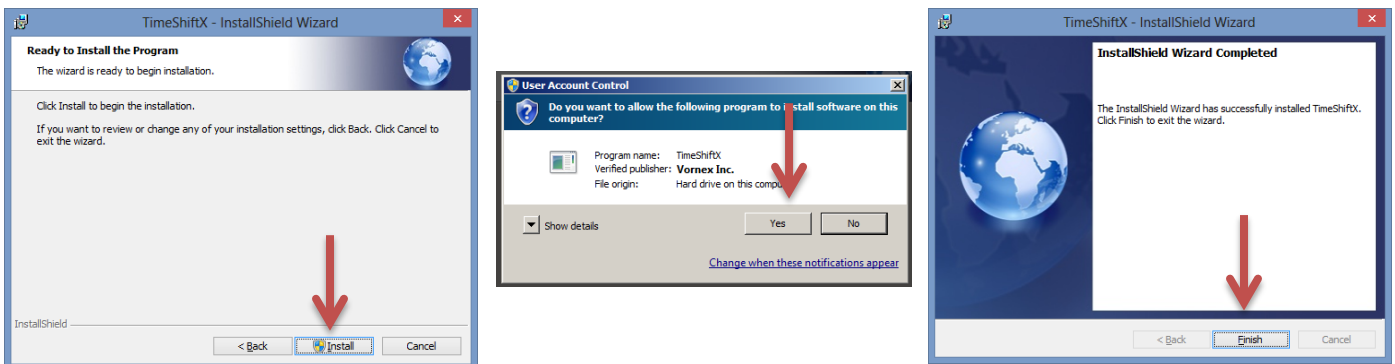 TimeShiftX - InstallShield Wizard
Ready to Install the Program
The wizard is ready to begin installation.
Click Install to begin the installation.
If you want to review or change any of your installation settings, click Back. Click Cancel to
exit the wizard.
InstallShield
< Back
Install
Cancel
User Account Control
Do you want to allow the following program to install software on this
computer?
Program name: TimeShiftX
Verified publisher: Vornex Inc.
File origin: Hard drive on this computer
Show details
Yes
No
Change when these notifications appear
TimeShiftX - InstallShield Wizard
InstallShield Wizard Completed
The InstallShield Wizard has successfully installed TimeShiftX.
Click Finish to exit the wizard.
< Back
Finish
Cancel